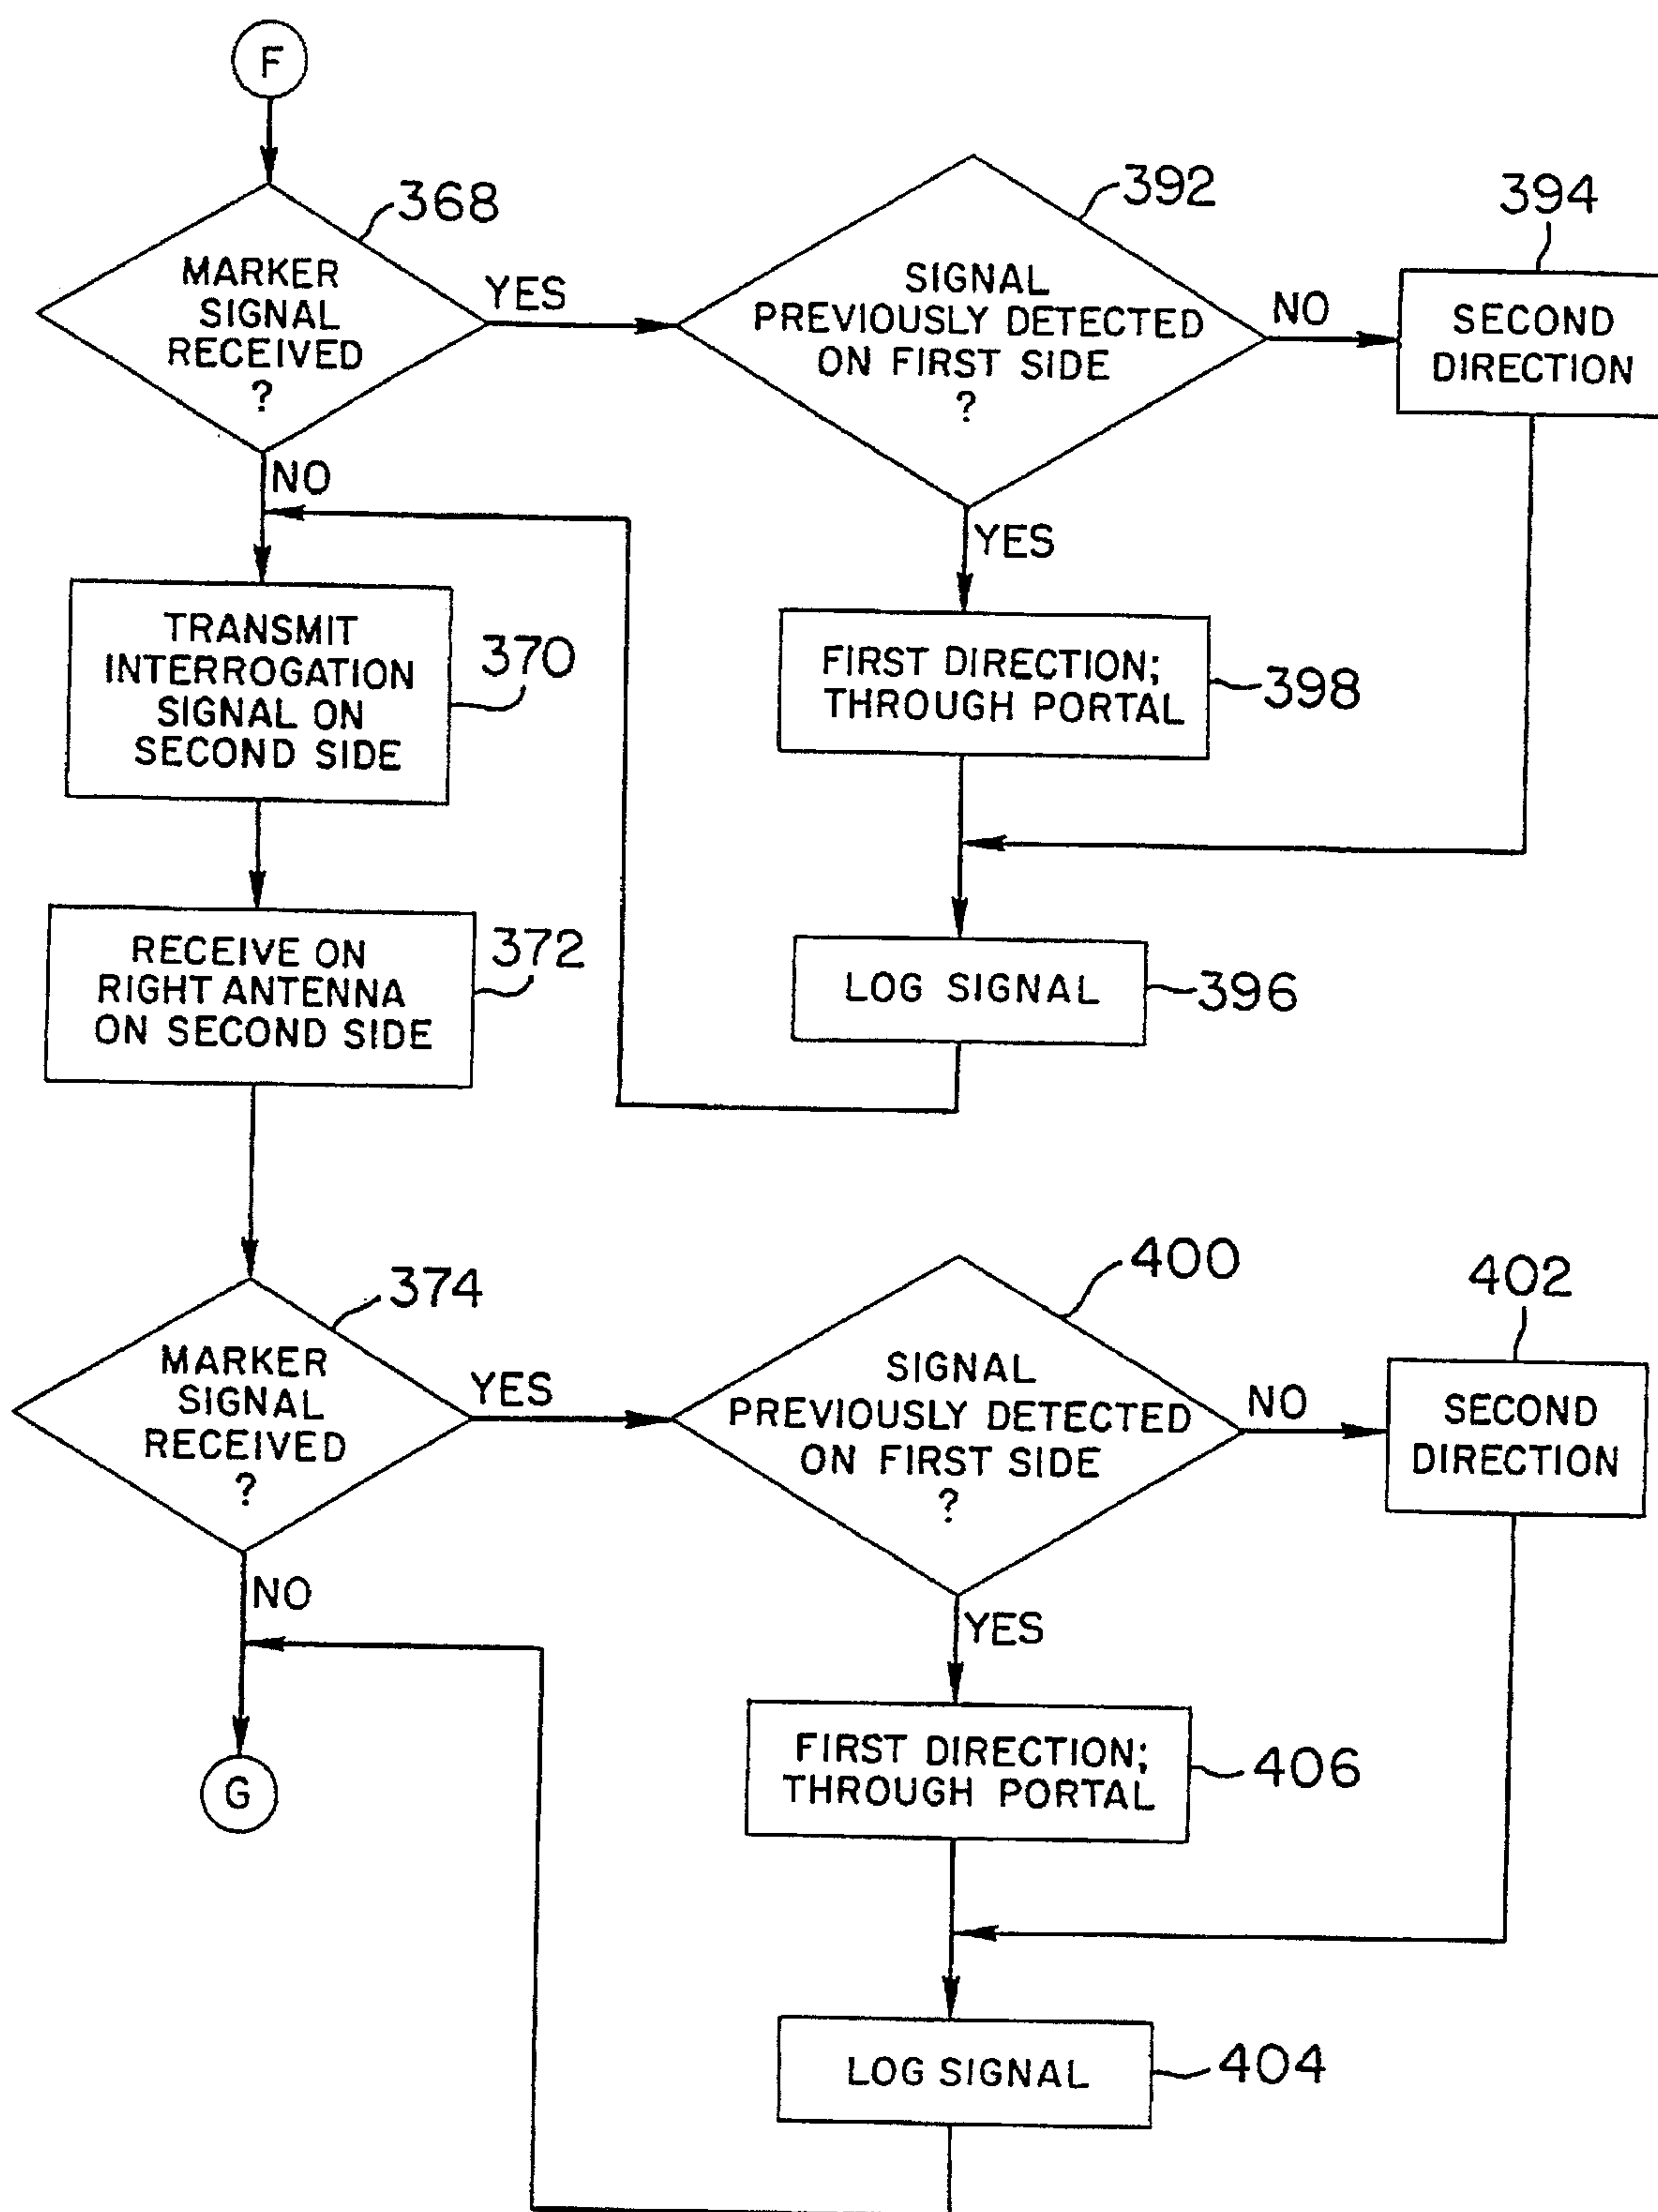 F
368
MARKER
SIGNAL
RECEIVED
?
YES
NO
392
SIGNAL
PREVIOUSLY DETECTED
ON FIRST SIDE
?
NO
YES
394
SECOND
DIRECTION
TRANSMIT
INTERROGATION
SIGNAL ON
SECOND SIDE
370
FIRST DIRECTION;
THROUGH PORTAL
398
RECEIVE ON
RIGHT ANTENNA
ON SECOND SIDE
372
LOG SIGNAL
396
374
MARKER
SIGNAL
RECEIVED
?
YES
NO
400
SIGNAL
PREVIOUSLY DETECTED
ON FIRST SIDE
?
NO
YES
402
SECOND
DIRECTION
G
FIRST DIRECTION;
THROUGH PORTAL
406
LOG SIGNAL
404